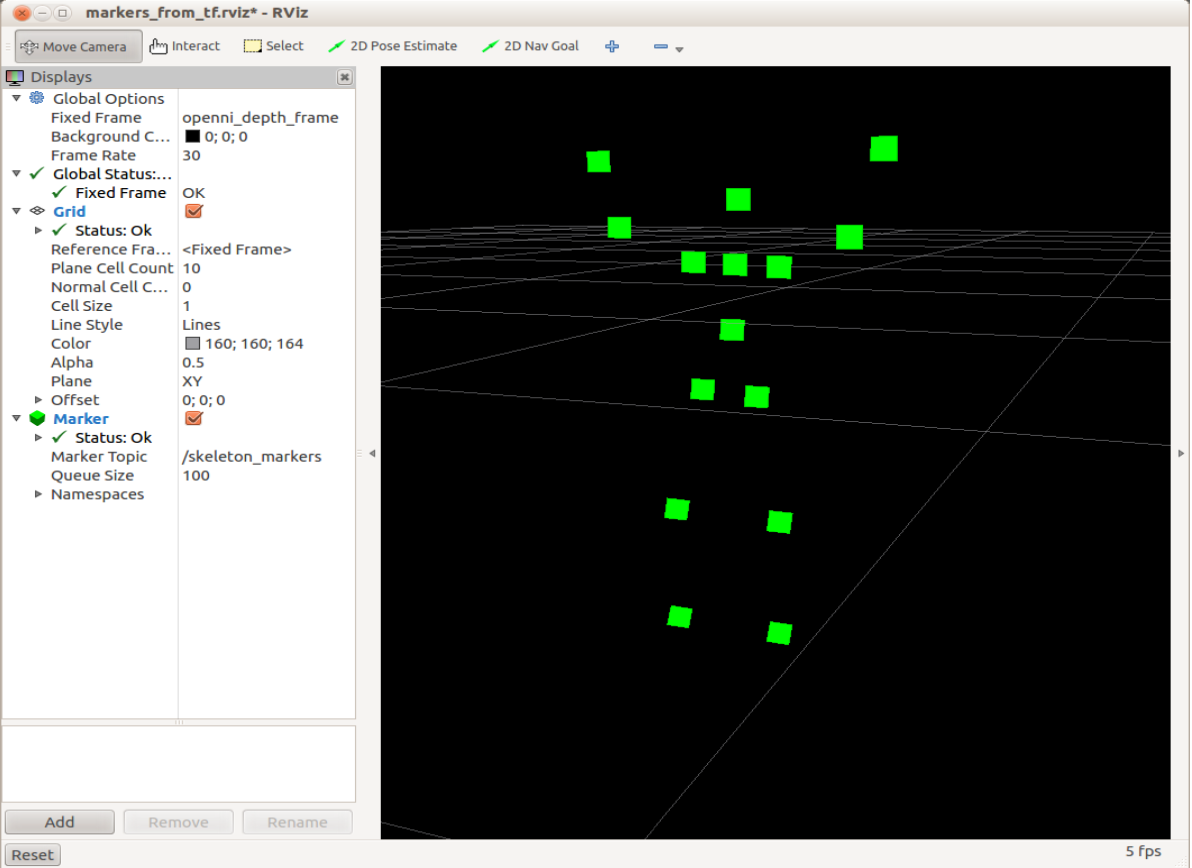 markers_from_tf.rviz* - RViz
Move Camera Interact Select 2D Pose Estimate 2D Nav Goal
Displays
Global Options
Fixed Frame openni_depth_frame
Background C... 0; 0; 0
Frame Rate 30
Global Status:...
Fixed Frame OK
Grid
Status: Ok
Reference Fra... <Fixed Frame>
Plane Cell Count 10
Normal Cell C... 0
Cell Size 1
Line Style Lines
Color 160; 160; 164
Alpha 0.5
Plane XY
Offset 0; 0; 0
Marker
Status: Ok
Marker Topic /skeleton_markers
Queue Size 100
Namespaces
Add Remove Rename
Reset 5 fps